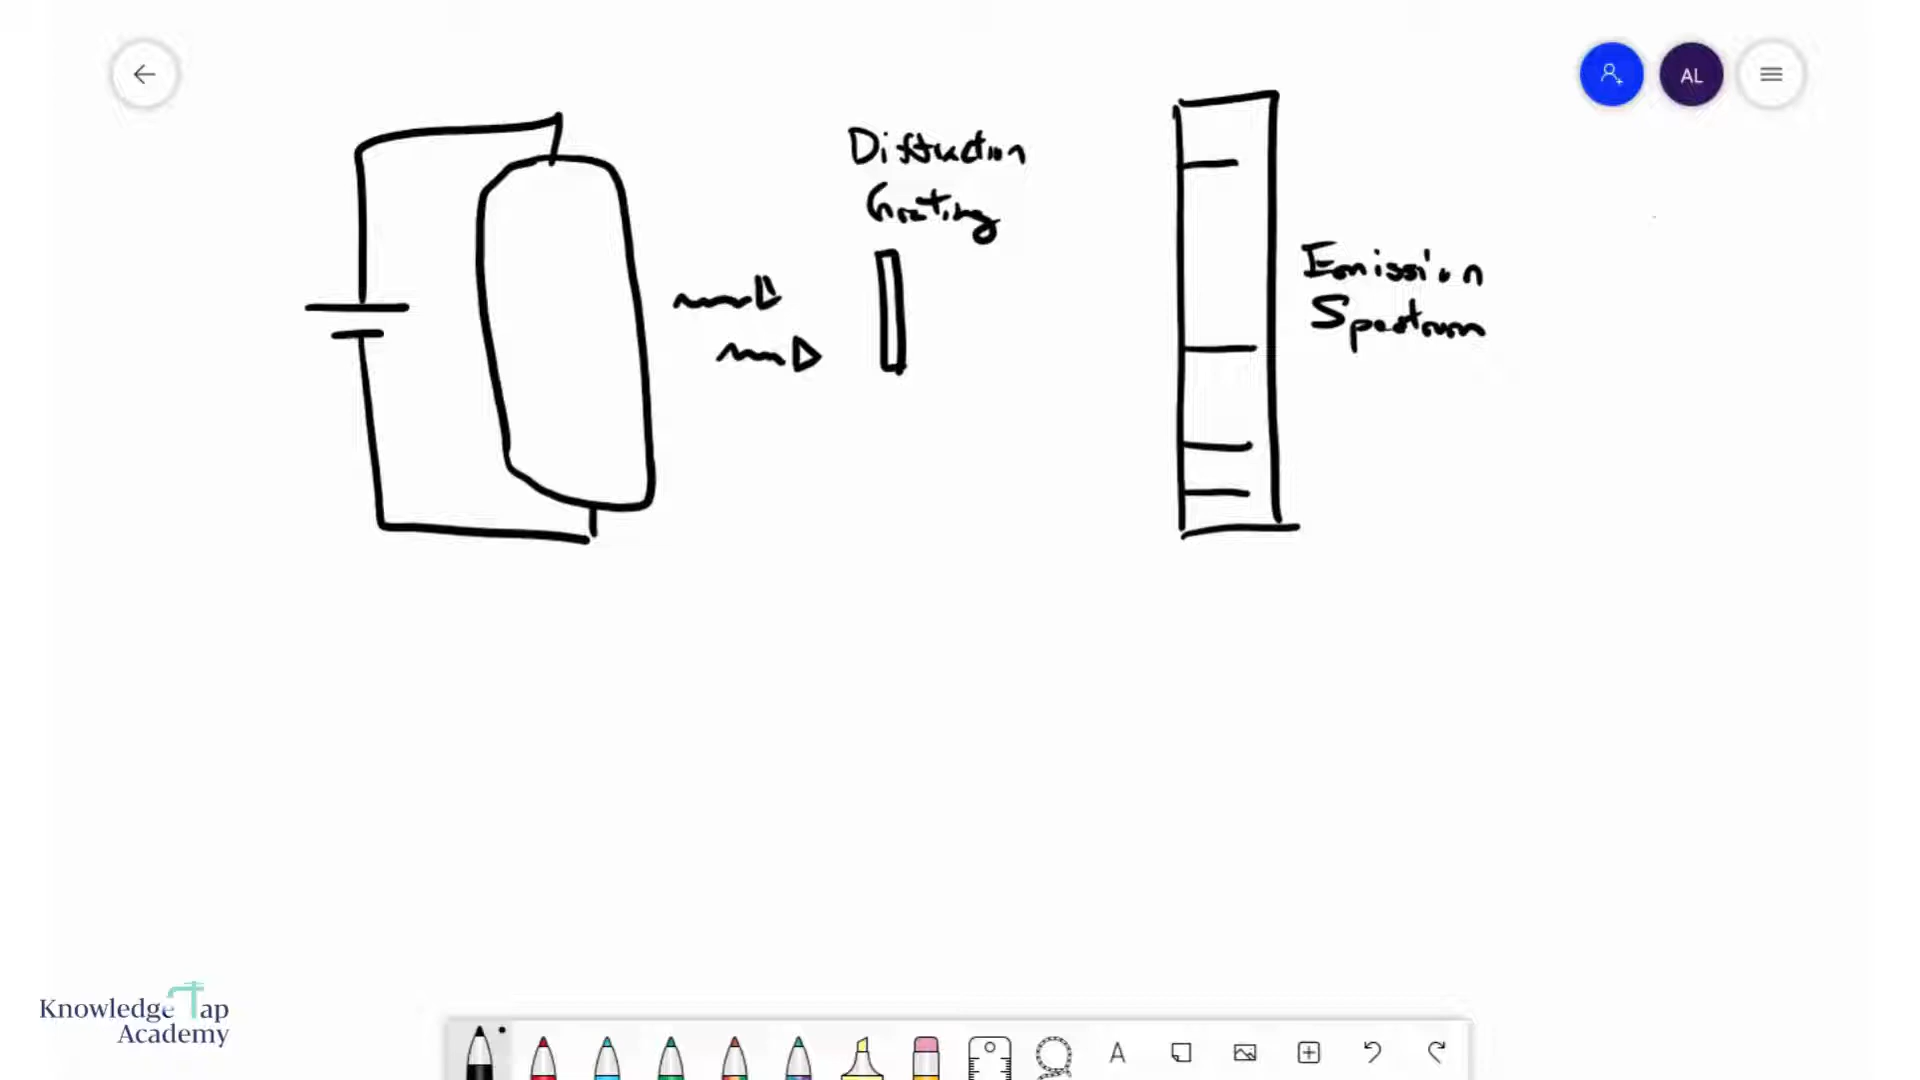 AL
Diffraction
Grating
Emission
Spectrum
Knowledge Tap
Academy
A